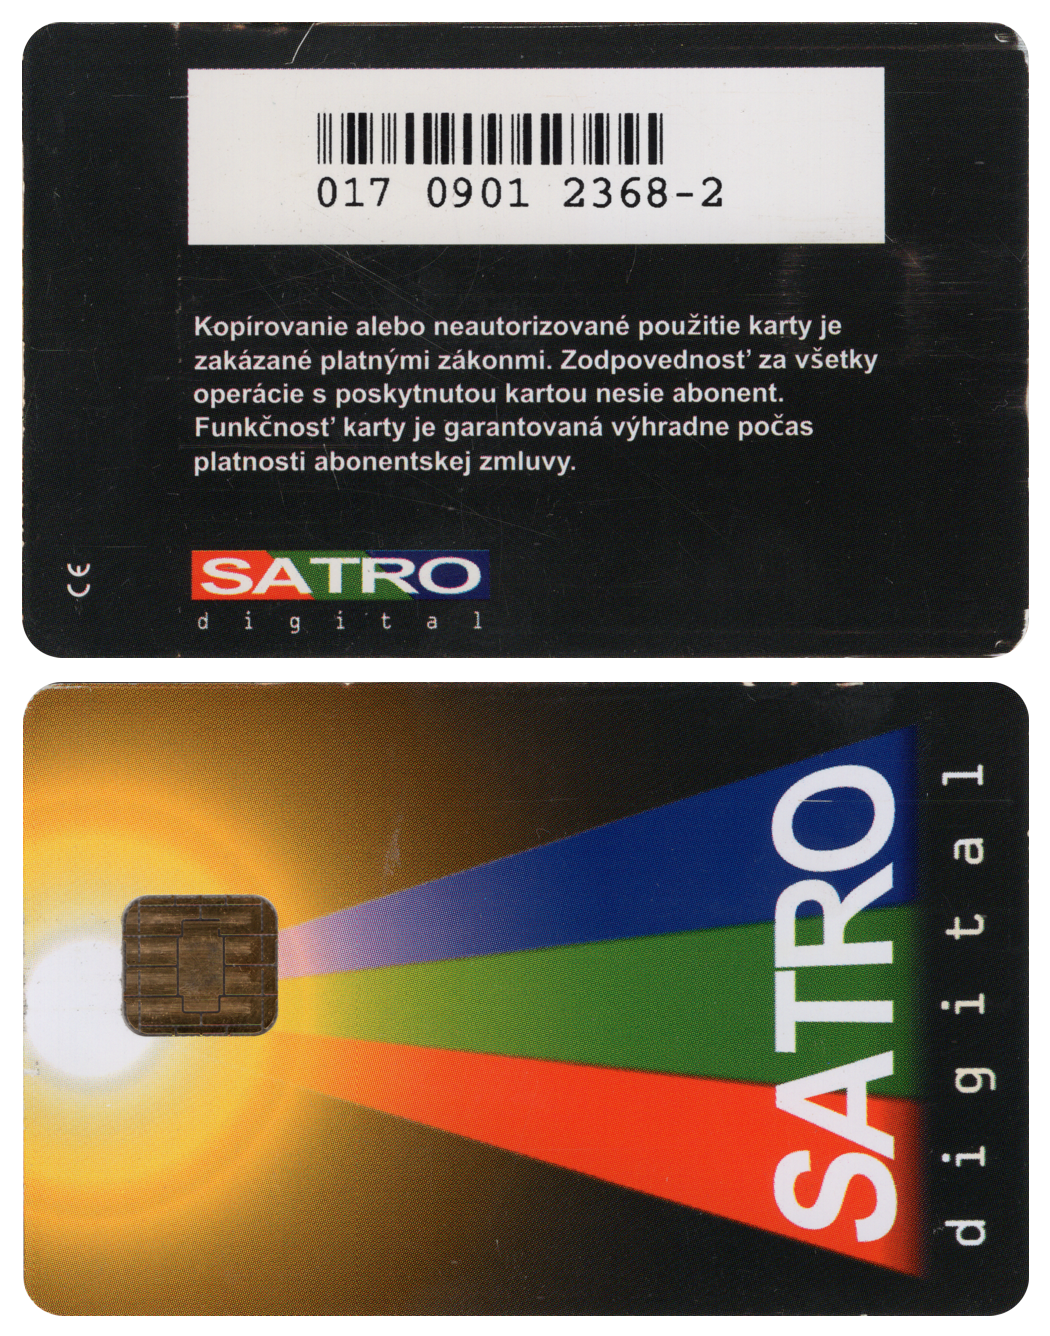 017 0901 2368-2
Kopírovanie alebo neautorizované použitie karty je
zakázané platnými zákonmi. Zodpovednosť za všetky
operácie s poskytnutou kartou nesie abonent.
Funkčnosť karty je garantovaná výhradne počas
platnosti abonentskej zmluvy.
CE
SATRO
digital
SATRO
digital